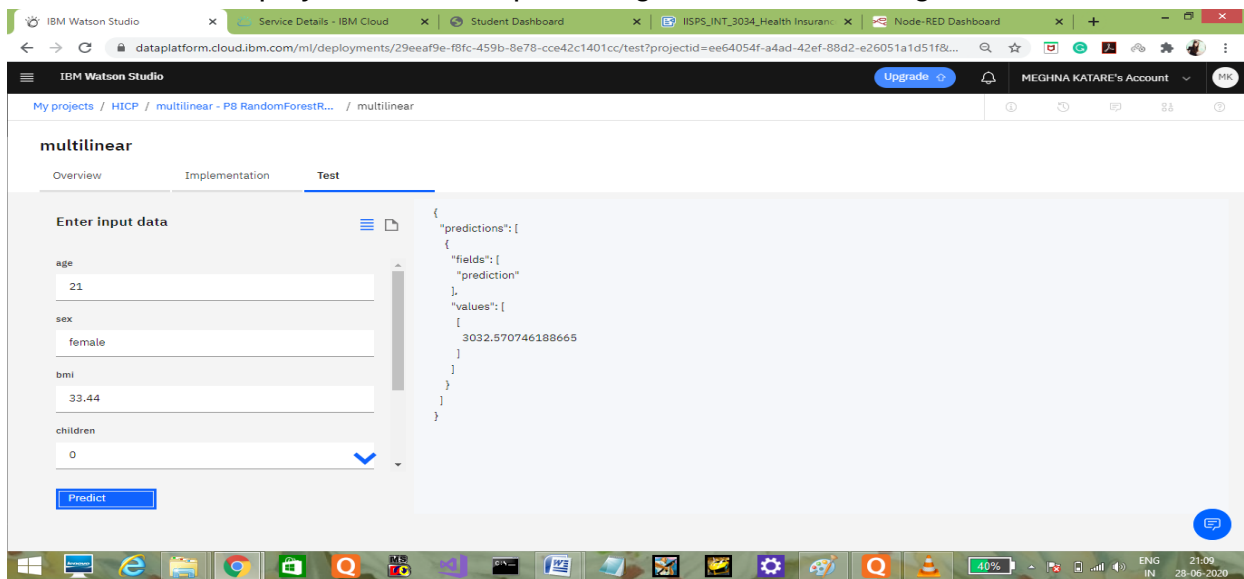 IBM Watson Studio
Service Details - IBM Cloud
Student Dashboard
IISPS_INT_3034_Health Insuranc
Node-RED Dashboard
dataplatform.cloud.ibm.com/ml/deployments/29eeaf9e-f8fc-459b-8e78-cce42c1401cc/test?projectid=ee64054f-a4ad-42ef-88d2-e26051a1d51f&...
IBM Watson Studio
Upgrade
MEGHNA KATARE's Account
MK
My projects / HICP / multilinear - P8 RandomForestR... / multilinear
multilinear
Overview Implementation Test
Enter input data
age
21
sex
female
bmi
33.44
children
0
Predict
{
"predictions": [
{
"fields": [
"prediction"
],
"values": [
[
3032.570746188665
]
]
}
]
}
40%
ENG
IN
21:09
28-06-2020